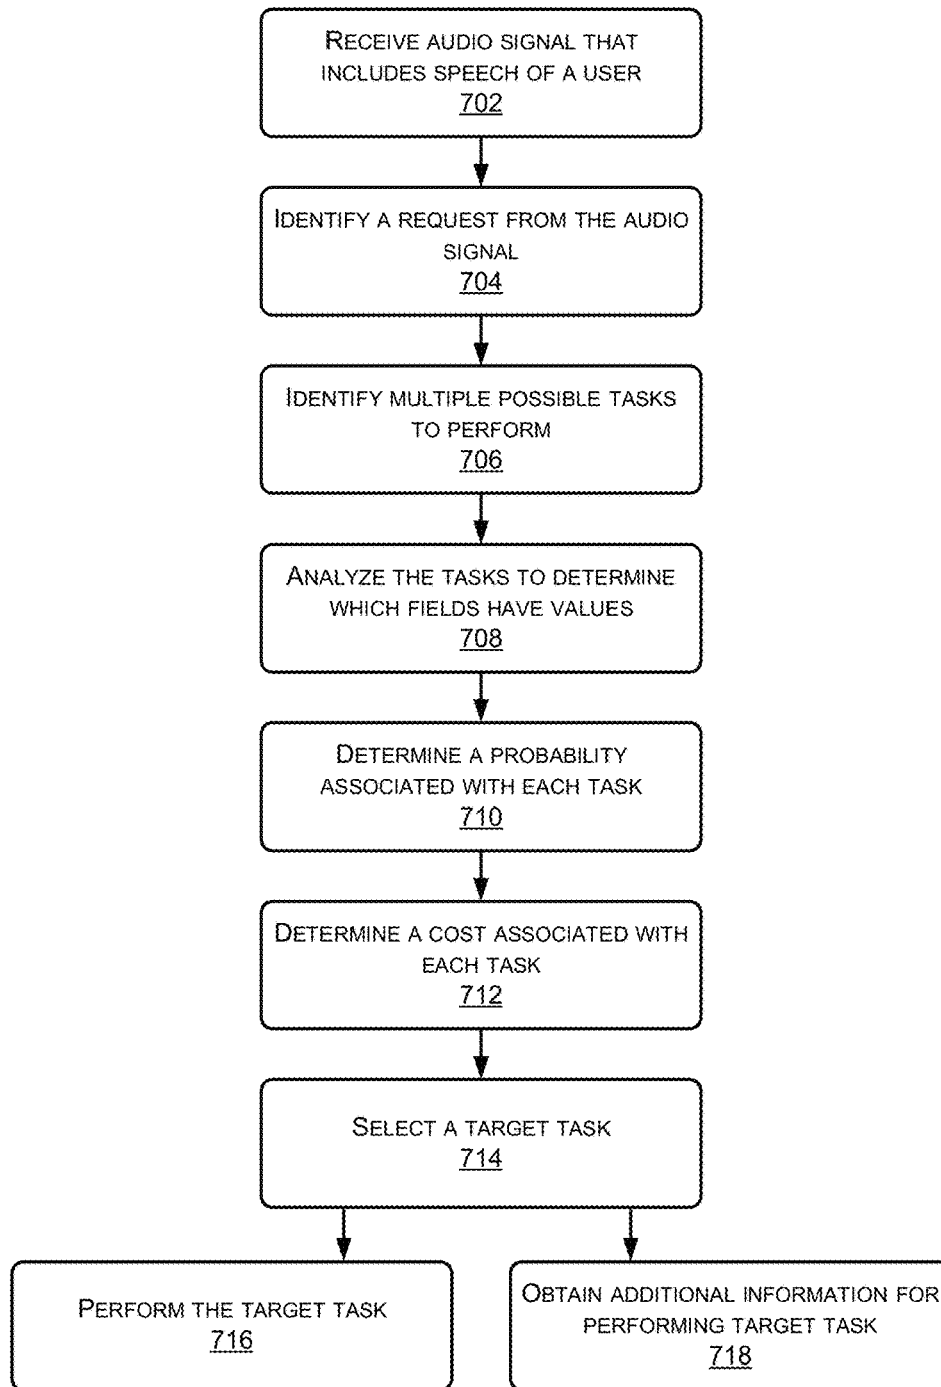 RECEIVE AUDIO SIGNAL THAT
INCLUDES SPEECH OF A USER
702
IDENTIFY A REQUEST FROM THE AUDIO
SIGNAL
704
IDENTIFY MULTIPLE POSSIBLE TASKS
TO PERFORM
706
ANALYZE THE TASKS TO DETERMINE
WHICH FIELDS HAVE VALUES
708
DETERMINE A PROBABILITY
ASSOCIATED WITH EACH TASK
710
DETERMINE A COST ASSOCIATED WITH
EACH TASK
712
SELECT A TARGET TASK
714
PERFORM THE TARGET TASK
716
OBTAIN ADDITIONAL INFORMATION FOR
PERFORMING TARGET TASK
718